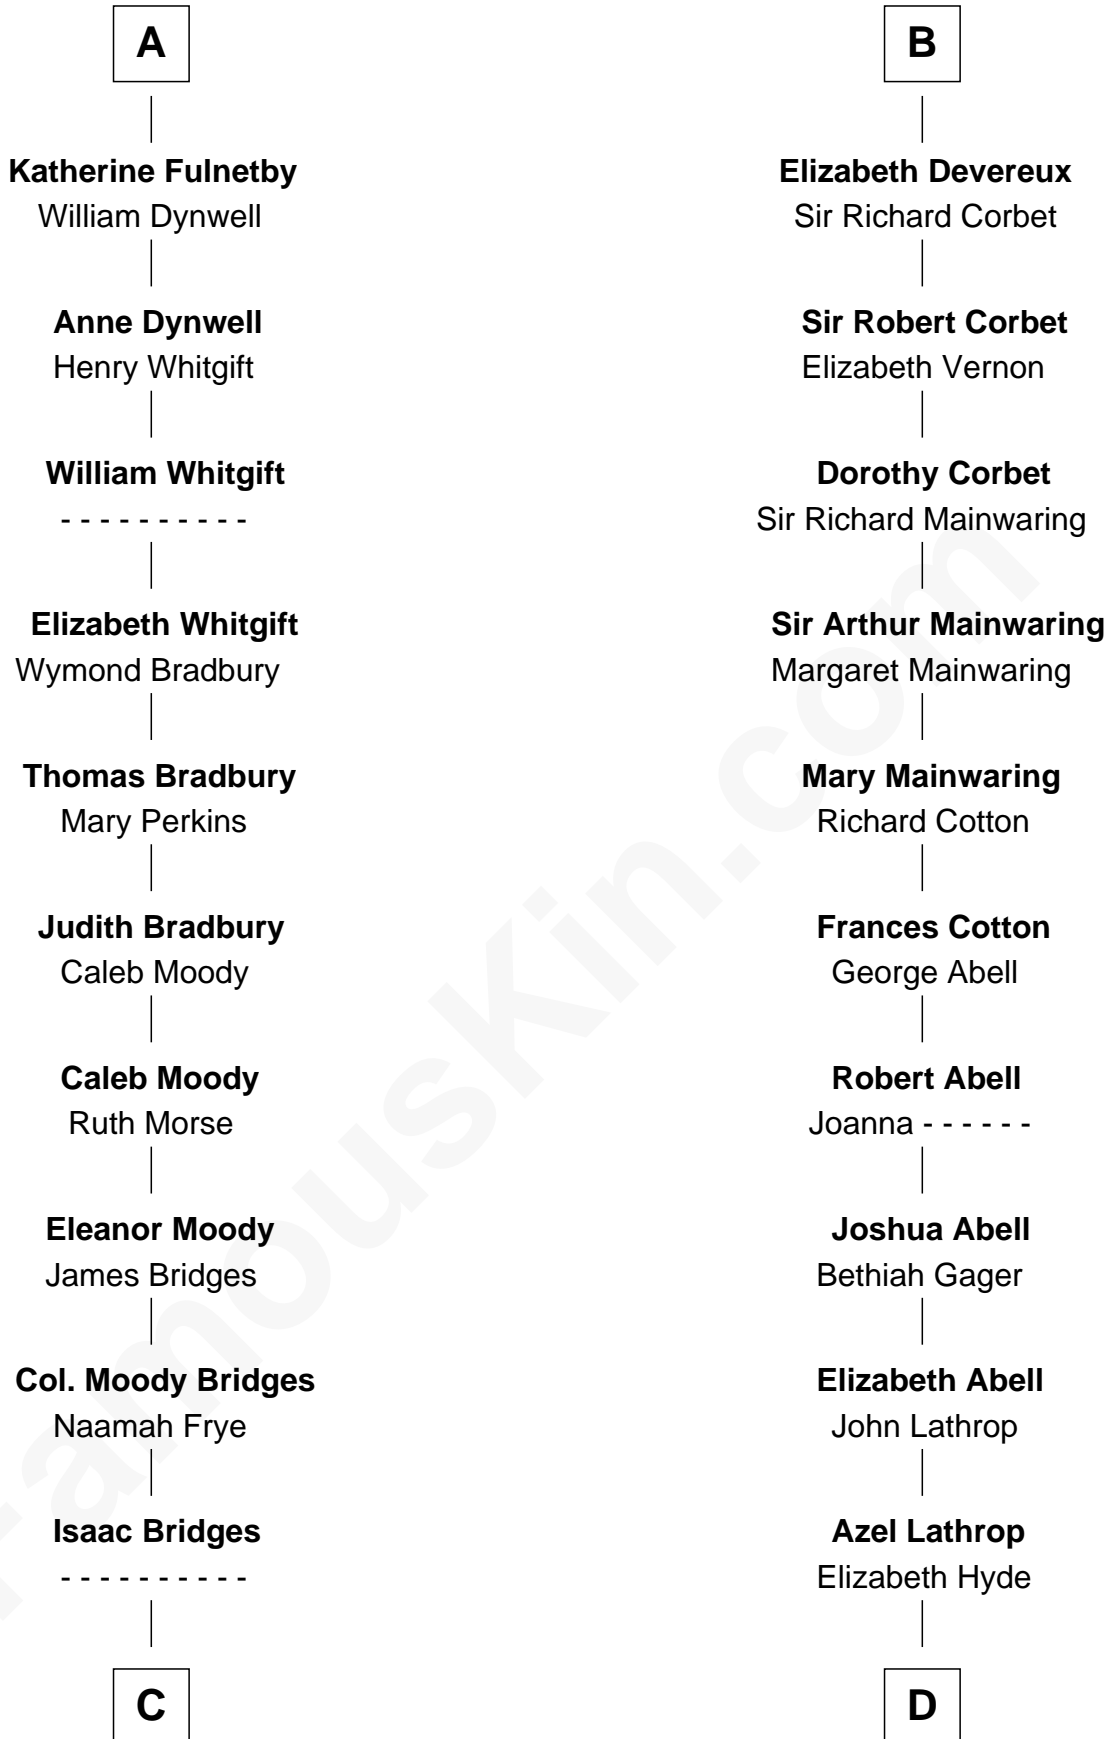 A
Katherine Fulnetby
William Dynwell
Anne Dynwell
Henry Whitgift
William Whitgift
- - - - - - - - - -
Elizabeth Whitgift
Wymond Bradbury
Thomas Bradbury
Mary Perkins
Judith Bradbury
Caleb Moody
Caleb Moody
Ruth Morse
Eleanor Moody
James Bridges
Col. Moody Bridges
Naamah Frye
Isaac Bridges
- - - - - - - - - -
C
B
Elizabeth Devereux
Sir Richard Corbet
Sir Robert Corbet
Elizabeth Vernon
Dorothy Corbet
Sir Richard Mainwaring
Sir Arthur Mainwaring
Margaret Mainwaring
Mary Mainwaring
Richard Cotton
Frances Cotton
George Abell
Robert Abell
Joanna - - - - - -
Joshua Abell
Bethiah Gager
Elizabeth Abell
John Lathrop
Azel Lathrop
Elizabeth Hyde
D
FamousKin.com